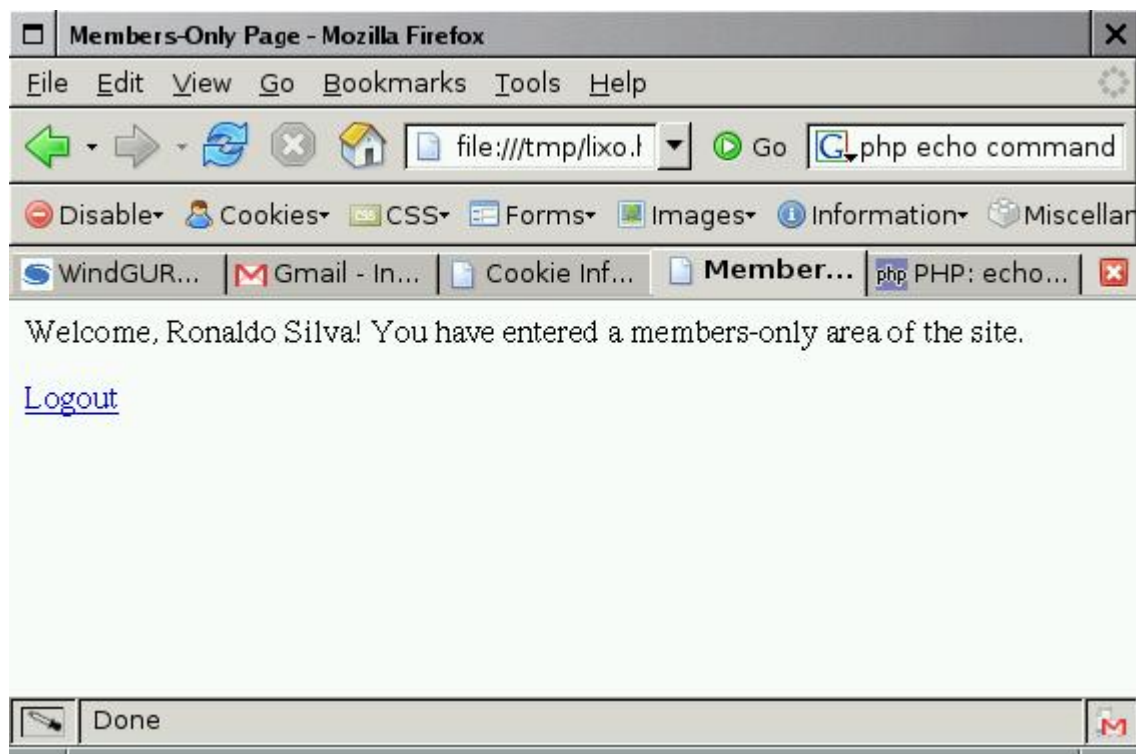 Members-Only Page - Mozilla Firefox
File Edit View Go Bookmarks Tools Help
file:///tmp/lixo.h Go G php echo command
Disable Cookies CSS Forms Images Information Miscellan
WindGUR... Gmail - In... Cookie Inf... Member... php PHP: echo...
Welcome, Ronaldo Silva! You have entered a members-only area of the site.
Logout
Done